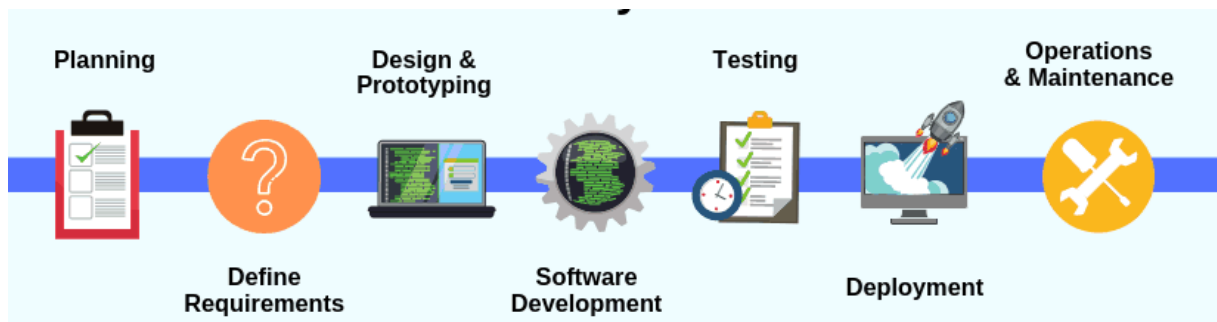 Planning
Define
Requirements
Design &
Prototyping
Software
Development
Testing
Deployment
Operations
& Maintenance